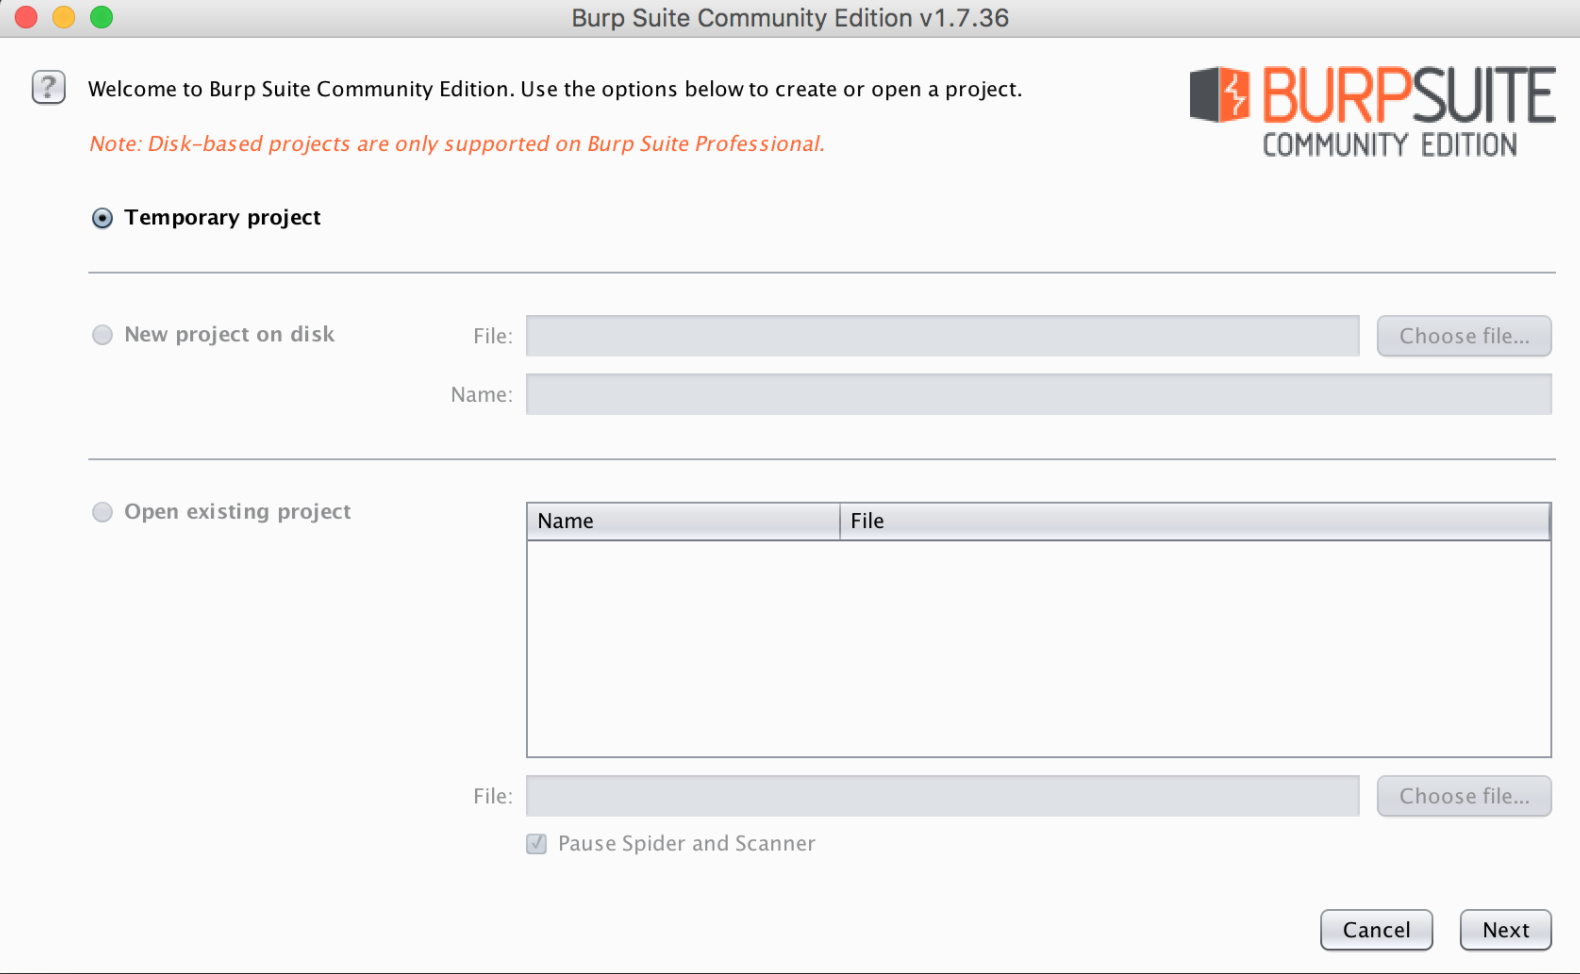 Burp Suite Community Edition v1.7.36
?
Welcome to Burp Suite Community Edition. Use the options below to create or open a project.
BURPSUITE
COMMUNITY EDITION
Note: Disk-based projects are only supported on Burp Suite Professional.
Temporary project
New project on disk
File:
Choose file...
Name:
Open existing project
Name
File
File:
Choose file...
Pause Spider and Scanner
Cancel
Next